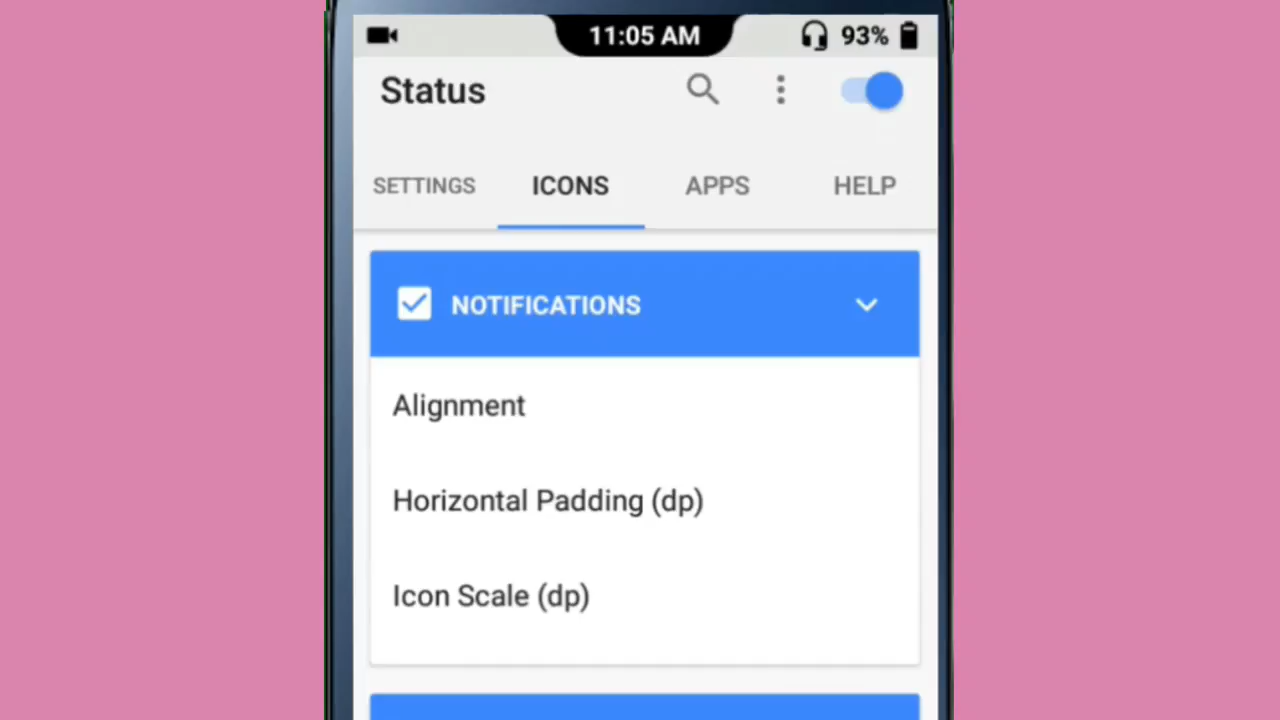 11:05 AM 93%
Status
SETTINGS ICONS APPS HELP
NOTIFICATIONS
Alignment
Horizontal Padding (dp)
Icon Scale (dp)